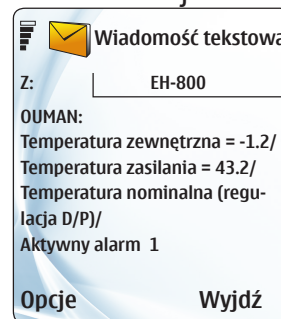 Wiadomość tekstowa
Z: EH-800
OUMAN:
Temperatura zewnętrzna = -1.2/
Temperatura zasilania = 43.2/
Temperatura nominalna (regu-
lacja D/P)/
Aktywny alarm 1
Opcje Wyjdź